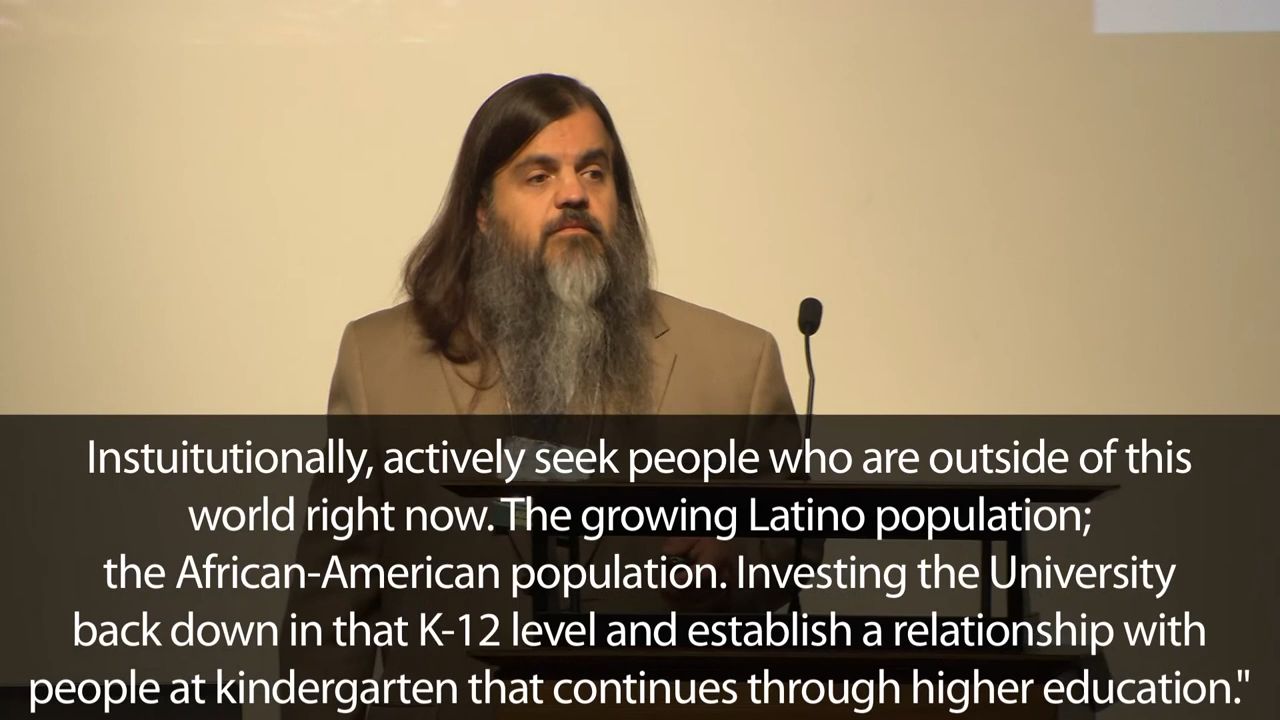 Instuitutionally, actively seek people who are outside of this
world right now. The growing Latino population;
the African-American population. Investing the University
back down in that K-12 level and establish a relationship with
people at kindergarten that continues through higher education."